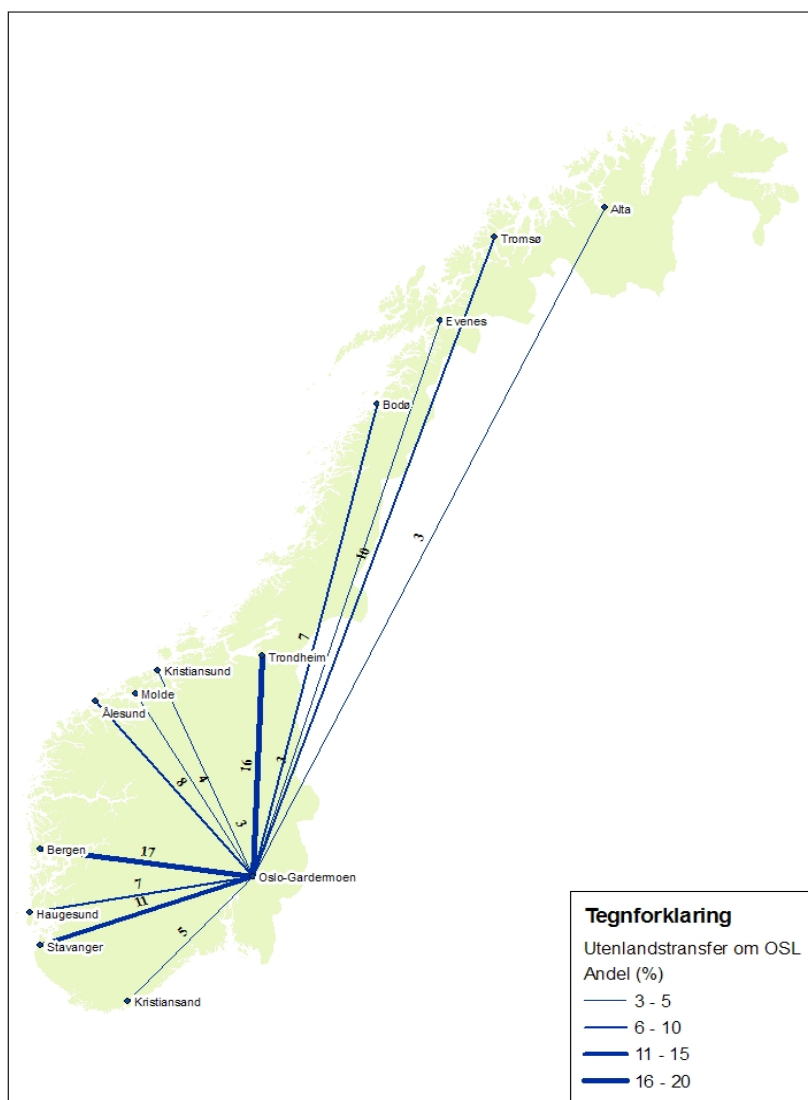 Alta
Tromsø
Evenes
Bodø
3
10
7
Trondheim
Kristiansund
Molde
Ålesund
3
16
4
8
3
Bergen
17
Oslo-Gardermoen
7
11
Haugesund
5
Stavanger
Kristiansand
Tegnforklaring
Utenlandstransfer om OSL
Andel (%)
3 - 5
6 - 10
11 - 15
16 - 20